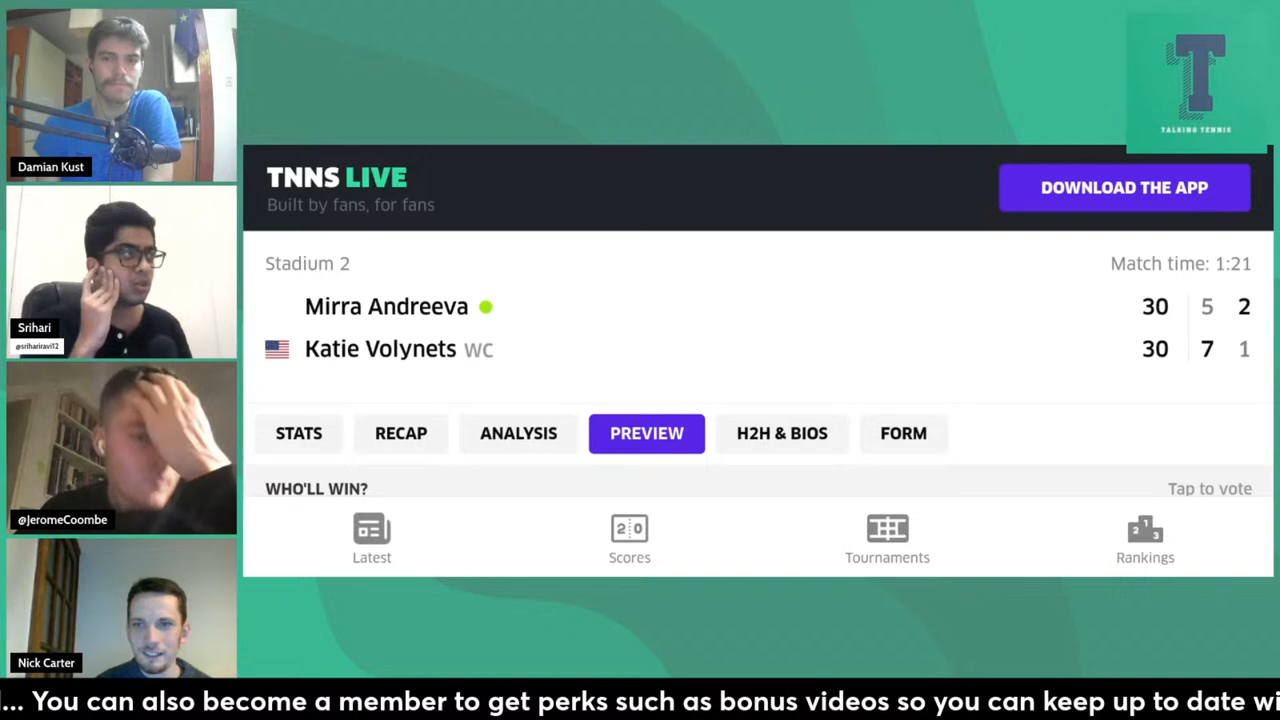 Damian Kust
Srihari
@srihariravi12
@JeromeCoombe
Nick Carter
T
TALKING TENNIS
TNNS LIVE
Built by fans, for fans
DOWNLOAD THE APP
Stadium 2
Match time: 1:21
Mirra Andreeva 30 5 2
Katie Volynets WC 30 7 1
STATS RECAP ANALYSIS PREVIEW H2H & BIOS FORM
WHO'LL WIN?
Tap to vote
2 0
2 1 3
Latest Scores Tournaments Rankings
... You can also become a member to get perks such as bonus videos so you can keep up to date wi